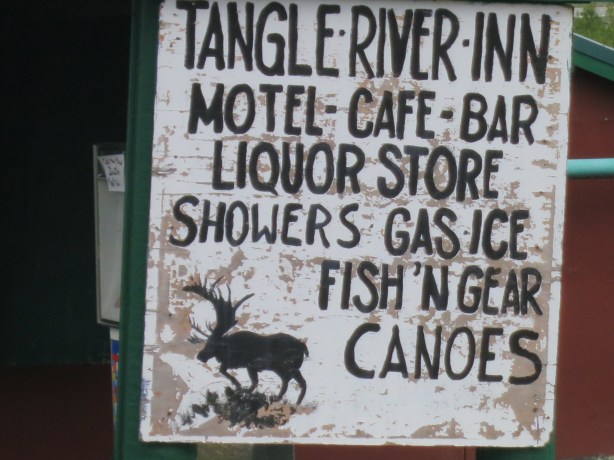 TANGLE·RIVER·INN
MOTEL-CAFE-BAR
LIQUOR STORE
SHOWERS GAS·ICE
FISH 'N GEAR
CANOES